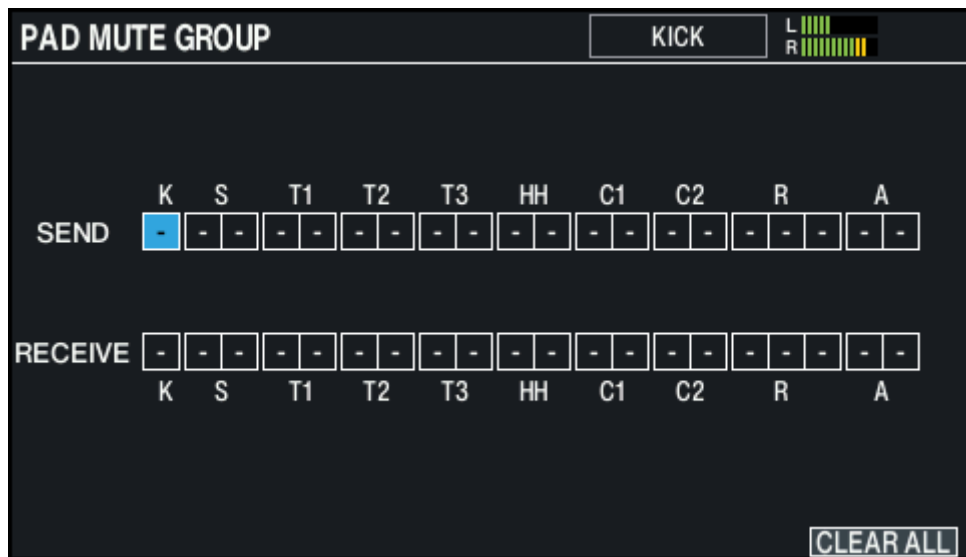 PAD MUTE GROUP KICK L
R
K S T1 T2 T3 HH C1 C2 R A
SEND - - - - - - - - - - - - - - - - - - - -
RECEIVE - - - - - - - - - - - - - - - - - - - -
K S T1 T2 T3 HH C1 C2 R A
CLEAR ALL